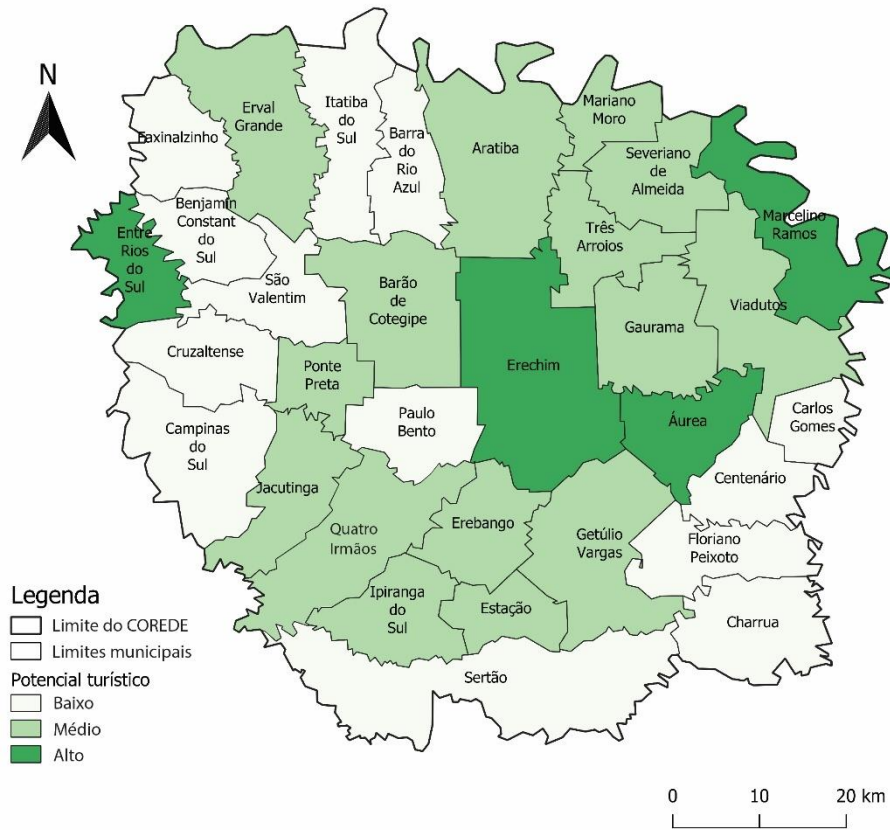 N
Erval
Grande
Itatiba
do
Sul
Barra
do
Rio
Azul
Aratiba
Mariano
Moro
Severiano
de
Almeida
Faxinalzinho
Benjamin
Constant
do
Sul
Entre
Rios
do
Sul
São
Valentim
Três
Arroios
Marcelino
Ramos
Barão
de
Cotegipe
Viadutos
Gaurama
Erechim
Cruzaltense
Ponte
Preta
Paulo
Bento
Áurea
Carlos
Gomes
Campinas
do
Sul
Centenário
Jacutinga
Quatro
Irmãos
Erebango
Getúlio
Vargas
Floriano
Peixoto
Ipiranga
do
Sul
Estação
Charrua
Sertão
Legenda
Limite do COREDE
Limites municipais
Potencial turístico
Baixo
Médio
Alto
0 10 20 km